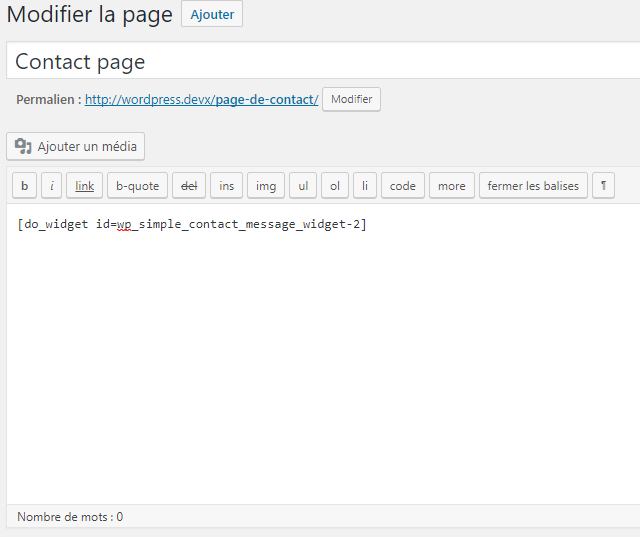 Modifier la page Ajouter
Contact page
Permalien : http://wordpress.devx/page-de-contact/ Modifier
Ajouter un média
b i link b-quote del ins img ul ol li code more fermer les balises ¶
[do_widget id=wp_simple_contact_message_widget-2]
Nombre de mots : 0